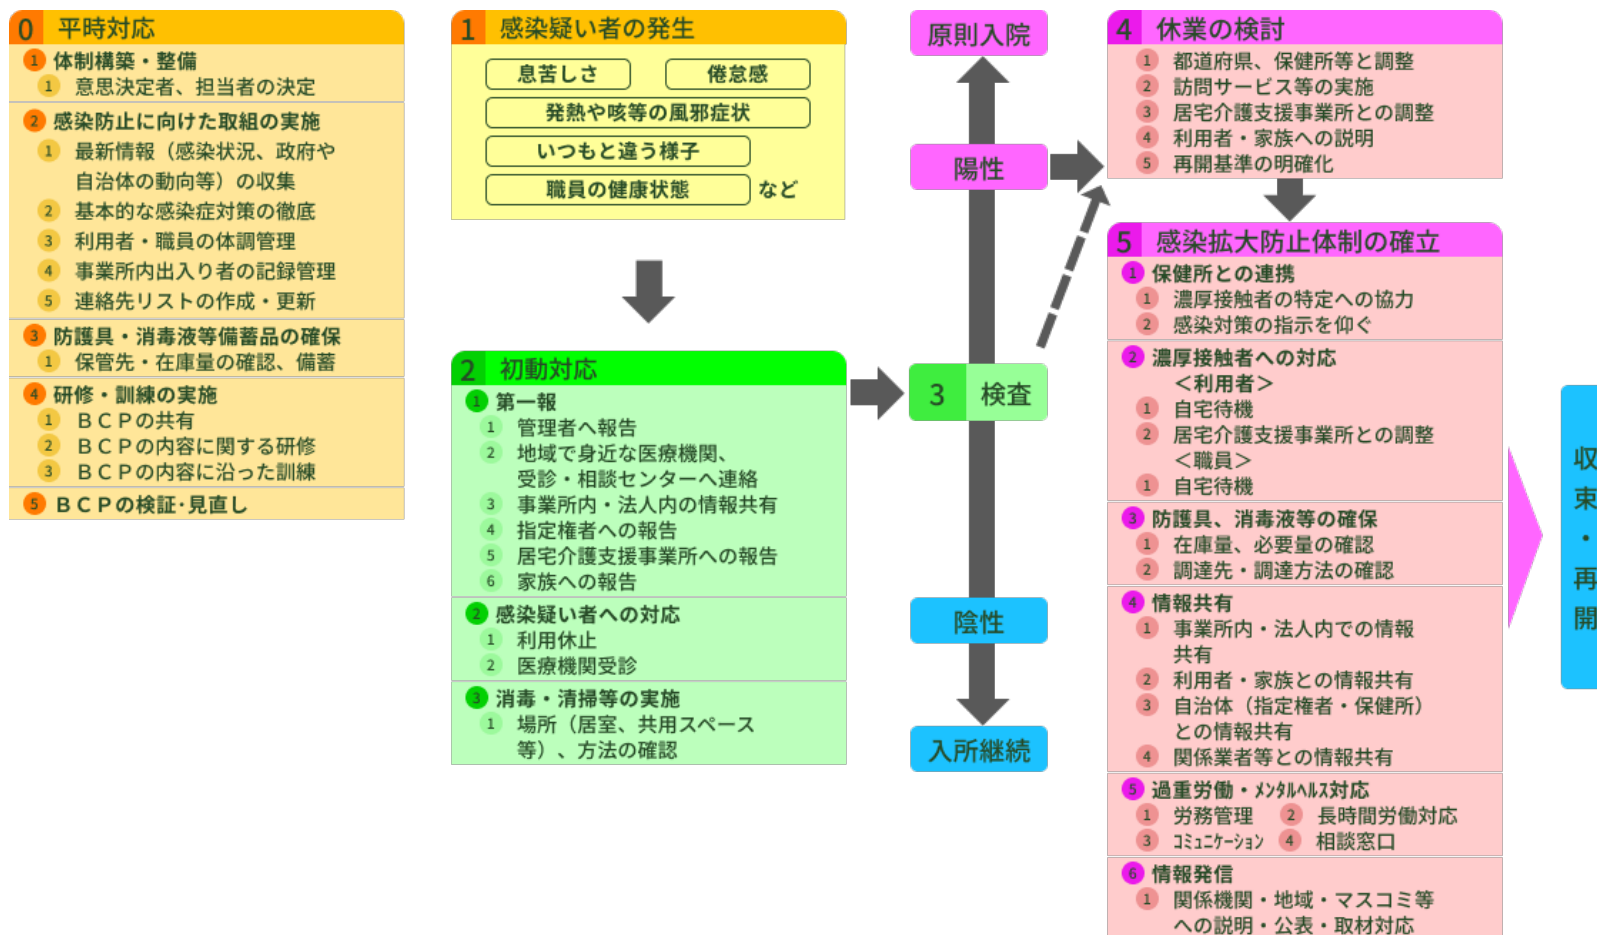 0 平時対応
1 体制構築・整備
1 意思決定者、担当者の決定
2 感染防止に向けた取組の実施
1 最新情報（感染状況、政府や
自治体の動向等）の収集
2 基本的な感染症対策の徹底
3 利用者・職員の体調管理
4 事業所内出入り者の記録管理
5 連絡先リストの作成・更新
3 防護具・消毒液等備蓄品の確保
1 保管先・在庫量の確認、備蓄
4 研修・訓練の実施
1 ＢＣＰの共有
2 ＢＣＰの内容に関する研修
3 ＢＣＰの内容に沿った訓練
5 ＢＣＰの検証･見直し
1 感染疑い者の発生
息苦しさ 倦怠感
発熱や咳等の風邪症状
いつもと違う様子
職員の健康状態 など
2 初動対応
1 第一報
1 管理者へ報告
2 地域で身近な医療機関、
受診・相談センターへ連絡
3 事業所内・法人内の情報共有
4 指定権者への報告
5 居宅介護支援事業所への報告
6 家族への報告
2 感染疑い者への対応
1 利用休止
2 医療機関受診
3 消毒・清掃等の実施
1 場所（居室、共用スペース
等）、方法の確認
原則入院
陽性
3 検査
陰性
入所継続
4 休業の検討
1 都道府県、保健所等と調整
2 訪問サービス等の実施
3 居宅介護支援事業所との調整
4 利用者・家族への説明
5 再開基準の明確化
5 感染拡大防止体制の確立
1 保健所との連携
1 濃厚接触者の特定への協力
2 感染対策の指示を仰ぐ
2 濃厚接触者への対応
＜利用者＞
1 自宅待機
2 居宅介護支援事業所との調整
＜職員＞
1 自宅待機
3 防護具、消毒液等の確保
1 在庫量、必要量の確認
2 調達先・調達方法の確認
4 情報共有
1 事業所内・法人内での情報
共有
2 利用者・家族との情報共有
3 自治体（指定権者・保健所）
との情報共有
4 関係業者等との情報共有
5 過重労働・ﾒﾝﾀﾙﾍﾙｽ対応
1 労務管理 2 長時間労働対応
3 ｺﾐｭﾆｹｰｼｮﾝ 4 相談窓口
6 情報発信
1 関係機関・地域・マスコミ等
への説明・公表・取材対応
収束・再開